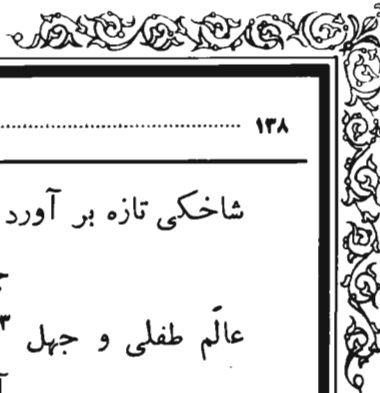 ۱۳۸
شاخکی تازه بر آورد
عالَم طفلی و جهل ۳